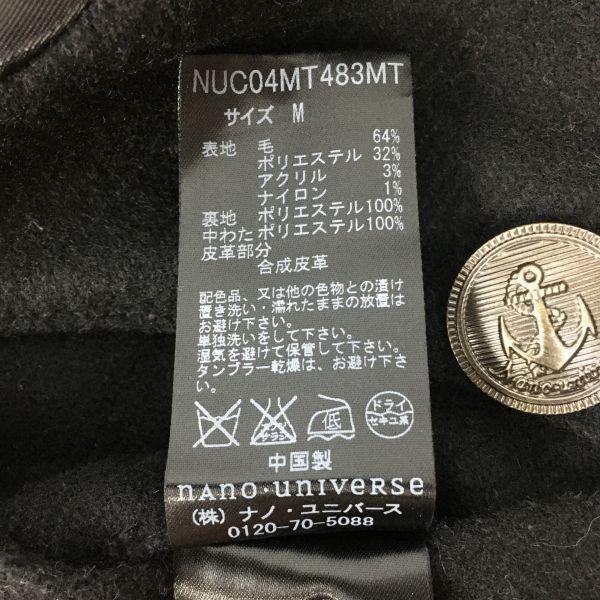 NUC04MT483MT
サイズ M
表地 毛 64%
ポリエステル 32%
アクリル 3%
ナイロン 1%
裏地 ポリエステル100%
中わた ポリエステル100%
皮革部分
合成皮革
配色品、又は他の色物との漬け
置き洗い・濡れたままの放置は
お避け下さい。
単独洗いをして下さい。
湿気を避けて保管して下さい。
タンブラー乾燥は、お避け下さい。
エンソサラシ 低 ドライ
セキユ系
中国製
nano·universe
(株) ナノ・ユニバース
0120-70-5088